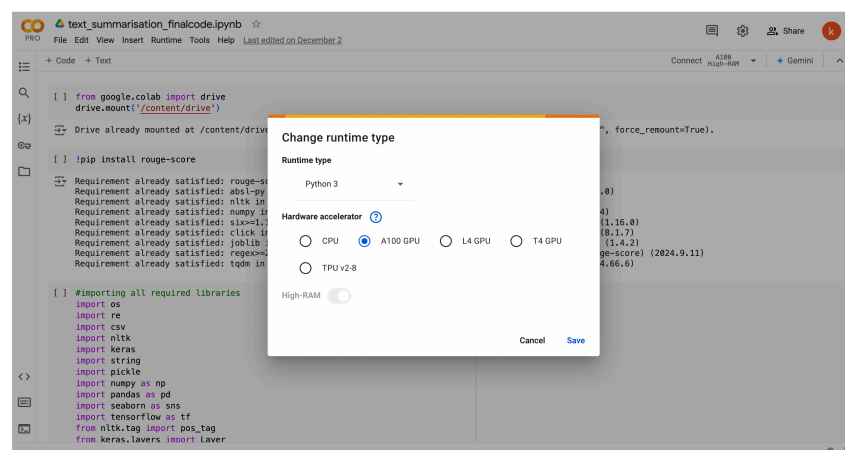 CO PRO
text_summarisation_finalcode.ipynb
File Edit View Insert Runtime Tools Help Last edited on December 2
Share
k
+ Code + Text
Connect A100 High-RAM
Gemini
[ ] from google.colab import drive
drive.mount('/content/drive')
Drive already mounted at /content/drive
", force_remount=True).
[ ] !pip install rouge-score
Requirement already satisfied: rouge-sc
Requirement already satisfied: absl-py
.0)
Requirement already satisfied: nltk in
Requirement already satisfied: numpy in
4)
Requirement already satisfied: six>=1.1
(1.16.0)
Requirement already satisfied: click in
(8.1.7)
Requirement already satisfied: joblib
(1.4.2)
Requirement already satisfied: regex>=2
ge-score) (2024.9.11)
Requirement already satisfied: tqdm in
4.66.6)
[ ] #importing all required libraries
import os
import re
import csv
import nltk
import keras
import string
import pickle
import numpy as np
import pandas as pd
import seaborn as sns
import tensorflow as tf
from nltk.tag import pos_tag
from keras.layers import Layer
Change runtime type
Runtime type
Python 3
Hardware accelerator ?
CPU A100 GPU L4 GPU T4 GPU
TPU v2-8
High-RAM
Cancel Save